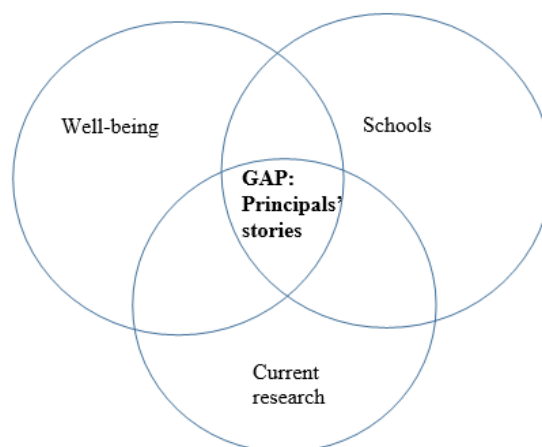 Well-being
Schools
GAP:
Principals’
stories
Current
research